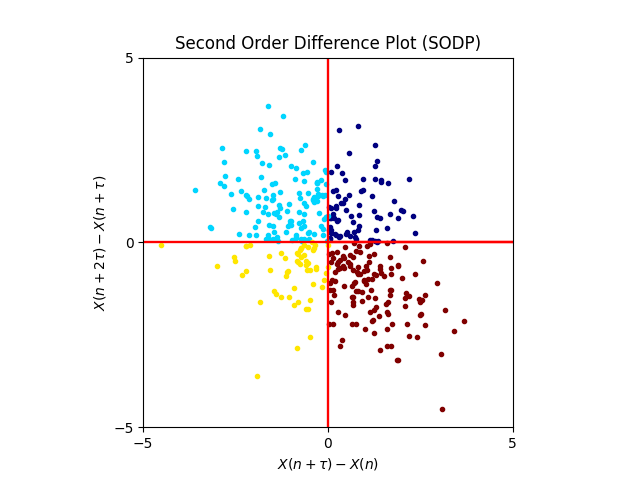 Second Order Difference Plot (SODP)
5
0
−5
X(n + 2τ) − X(n + τ)
−5
0
5
X(n + τ) − X(n)